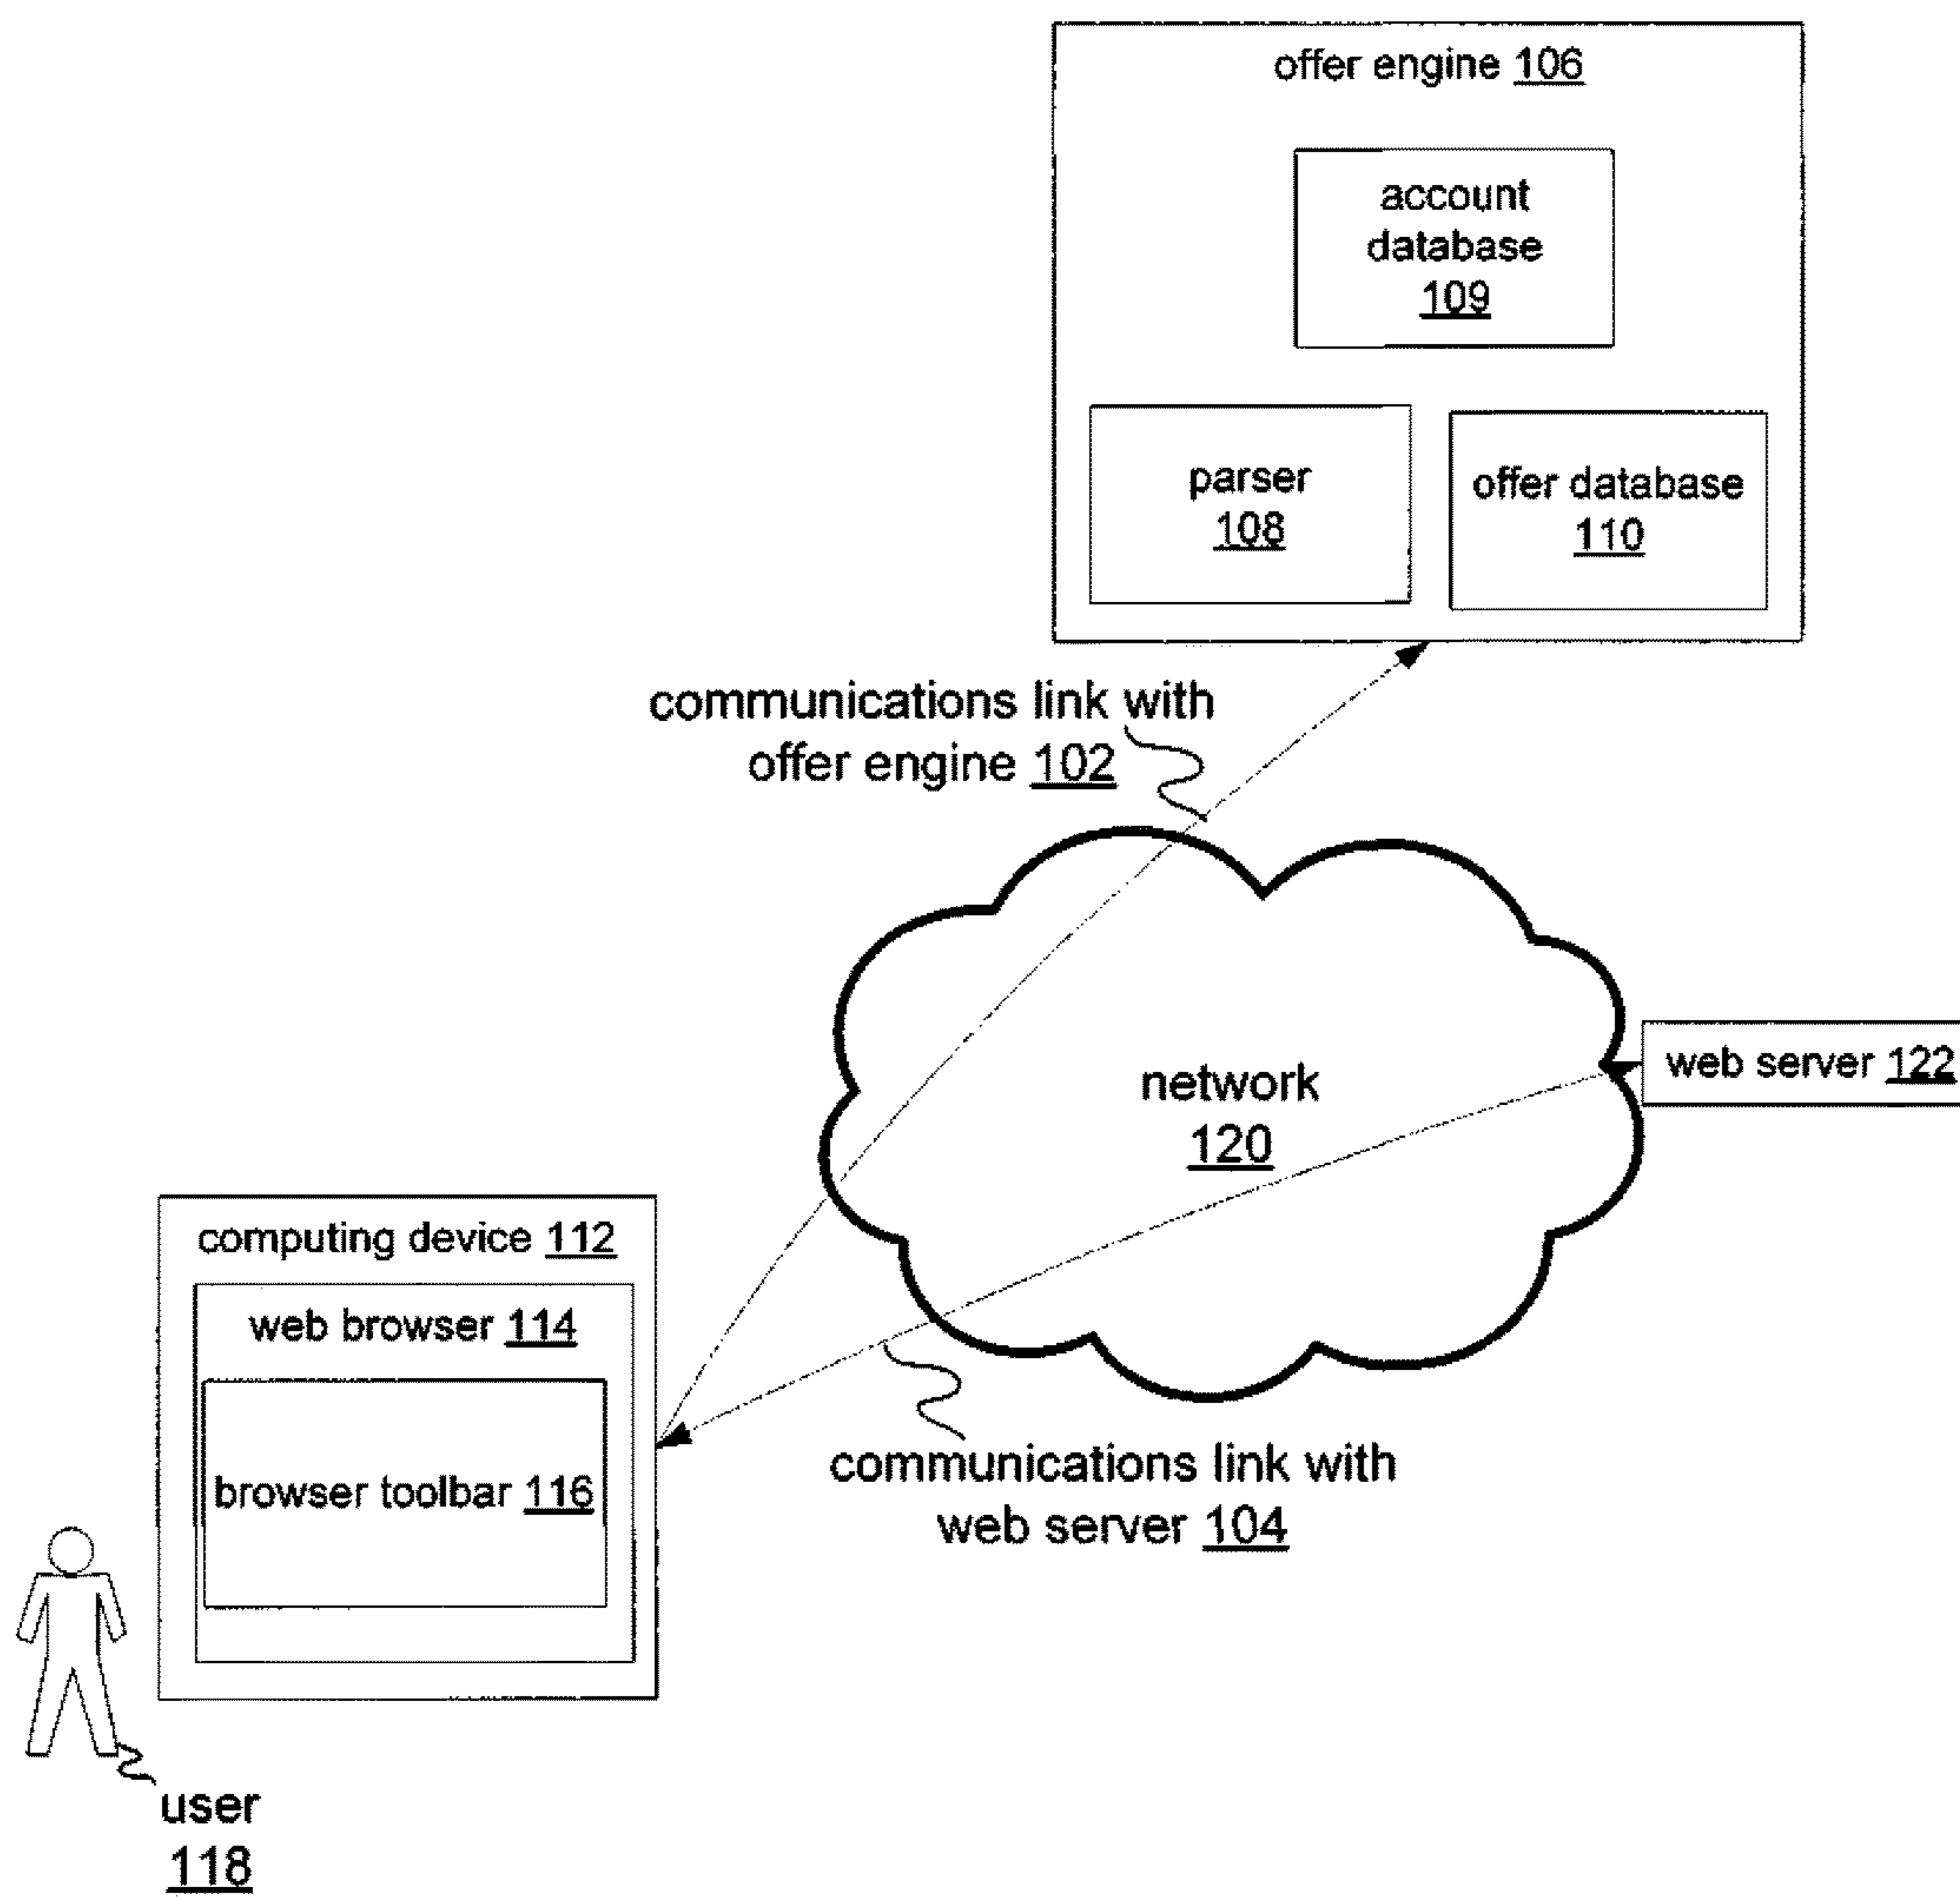 offer engine 106
account
database
109
parser
108
offer database
110
communications link with
offer engine 102
network
120
web server 122
computing device 112
web browser 114
browser toolbar 116
communications link with
web server 104
user
118